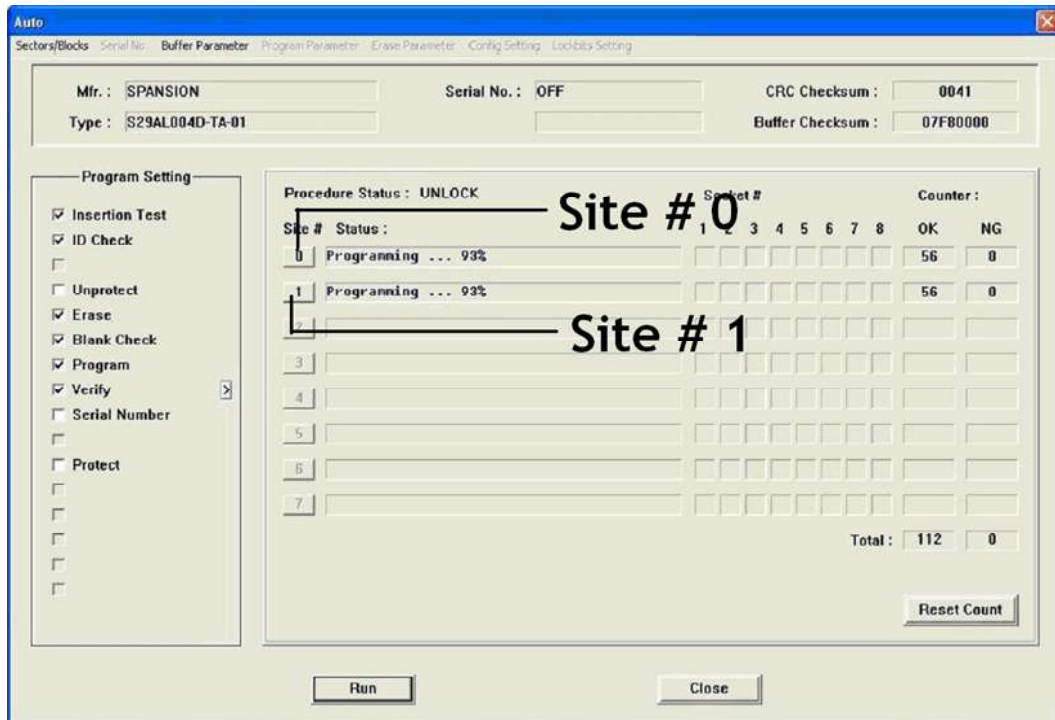 Auto
Sectors/Blocks Serial No. Buffer Parameter Program Parameter Erase Parameter Config Setting Lock-bits Setting
Mfr. : SPANSION Serial No. : OFF CRC Checksum : 0041
Type : S29AL004D-TA-01 Buffer Checksum : 07F80000
Program Setting
Insertion Test
ID Check
Unprotect
Erase
Blank Check
Program
Verify >
Serial Number
Protect
Procedure Status : UNLOCK Socket # Counter :
Site # Status : 1 2 3 4 5 6 7 8 OK NG
Site # 0
0 Programming ... 93% 56 0
1 Programming ... 93% 56 0
Site # 1
2
3
4
5
6
7
Total : 112 0
Reset Count
Run Close